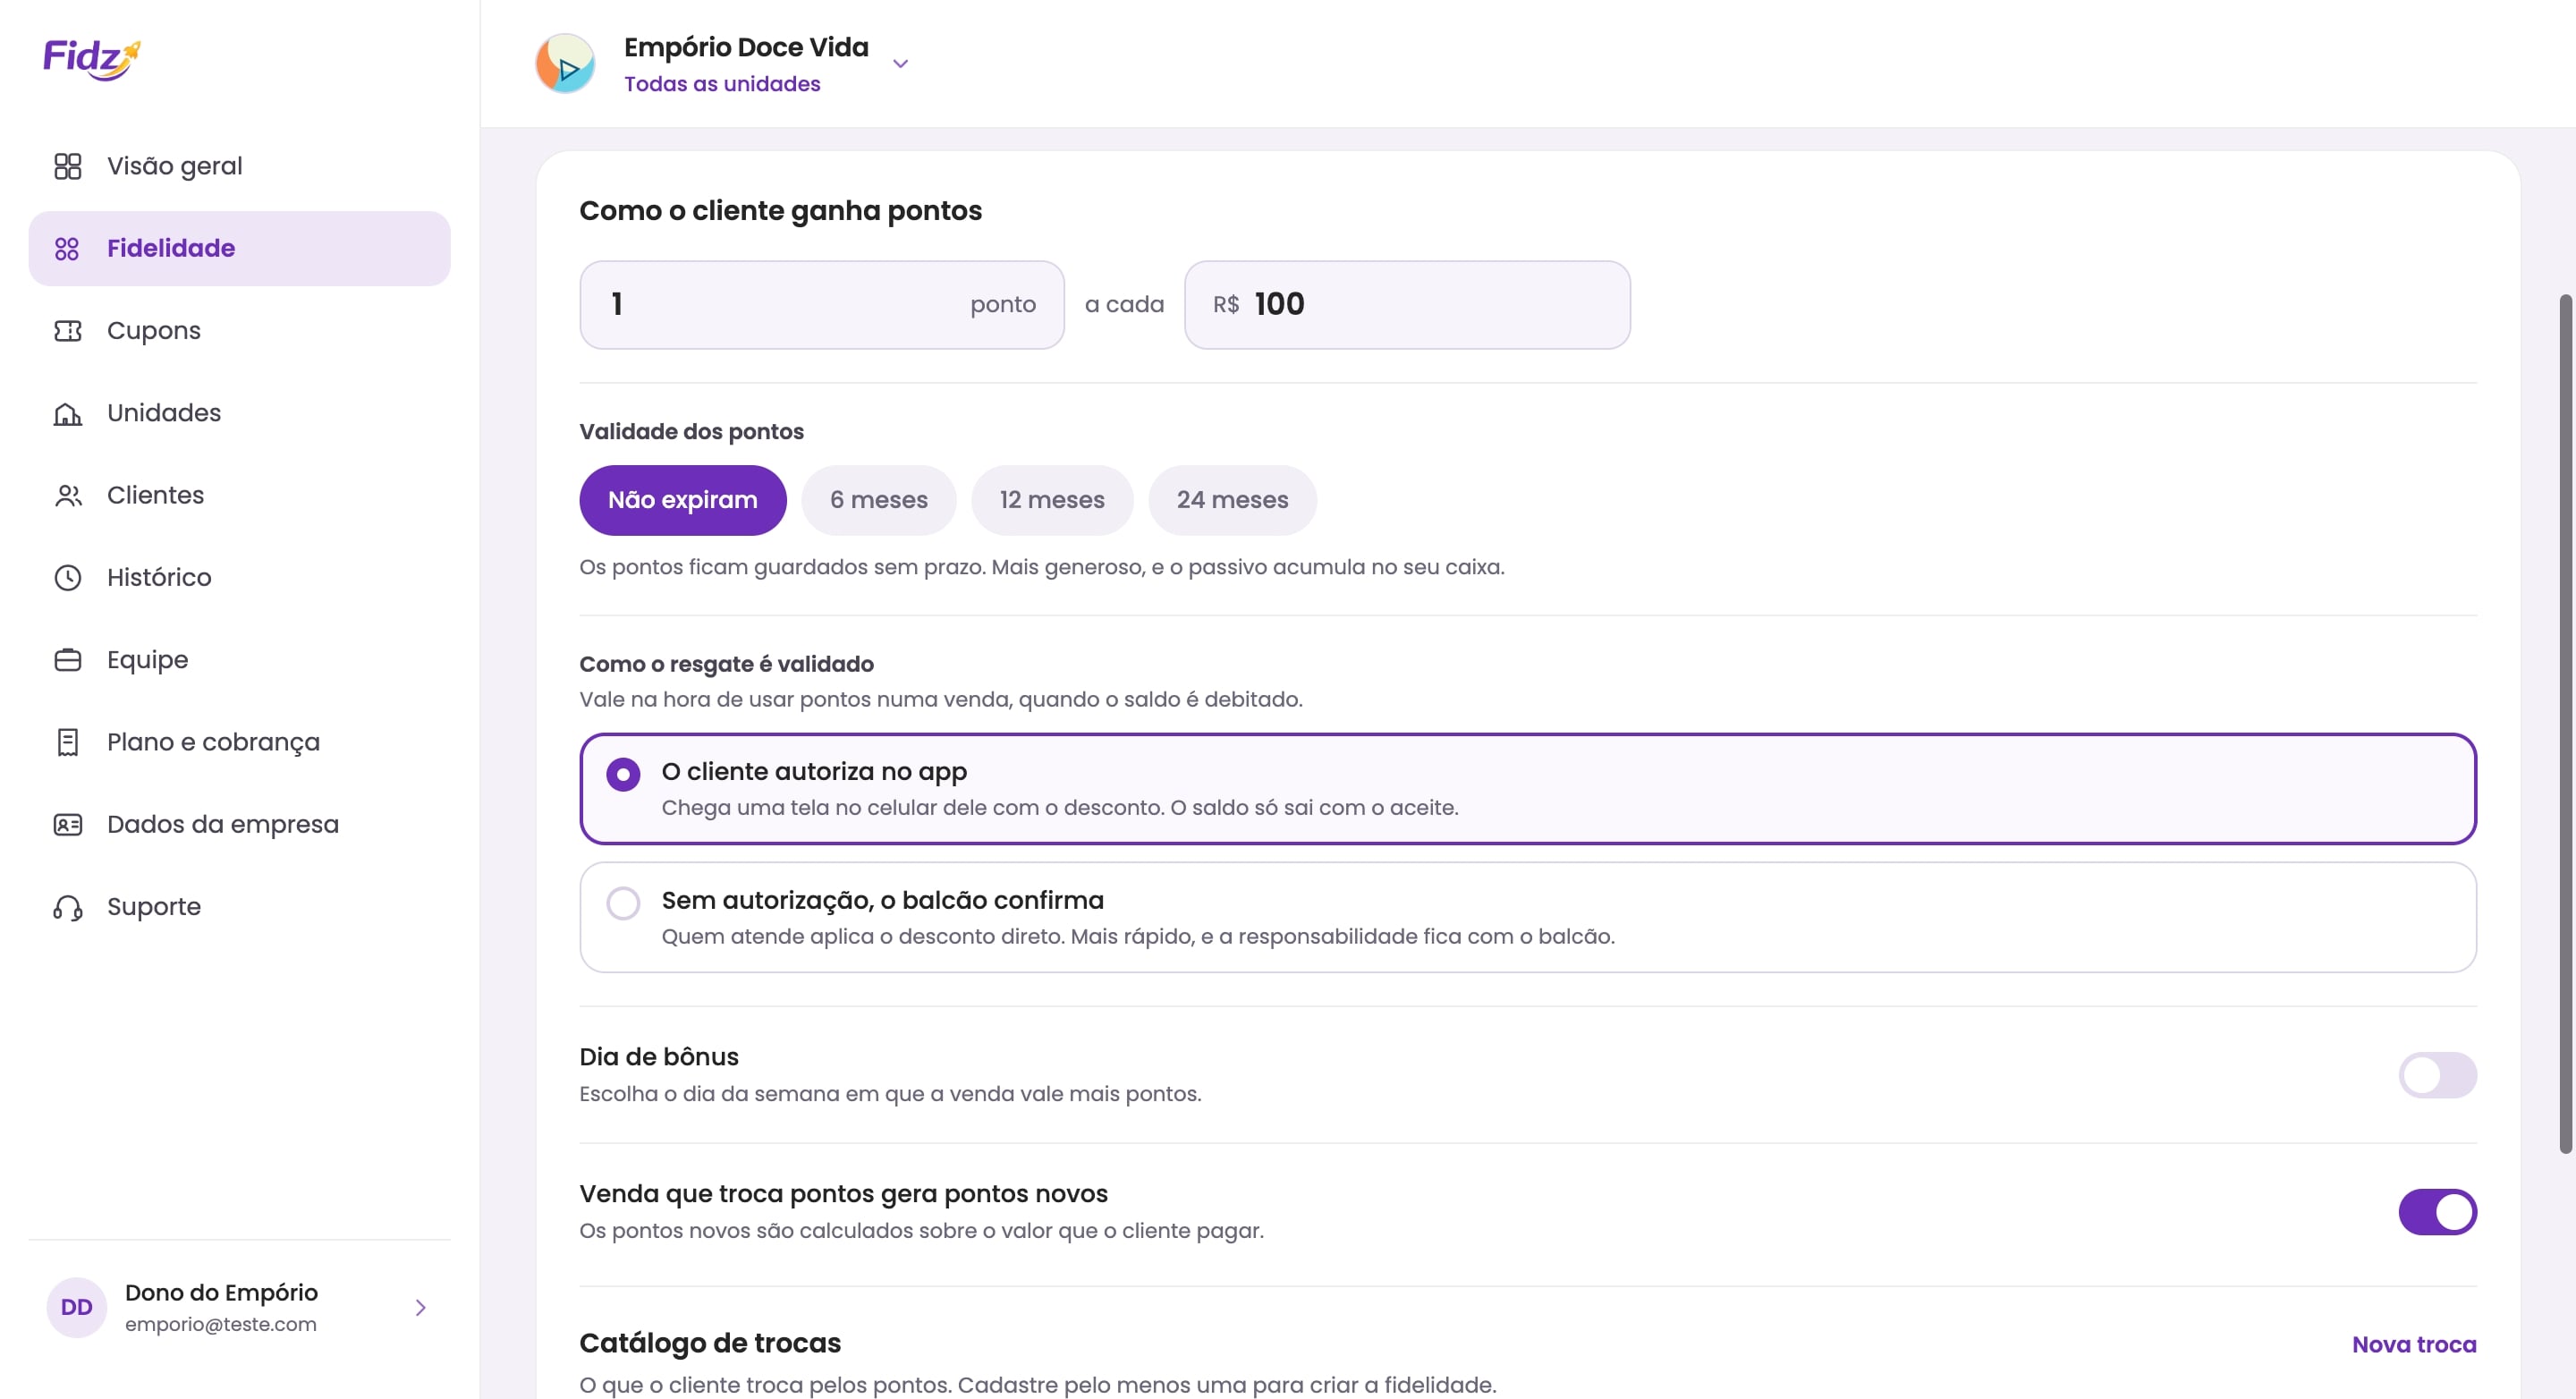 Fidz
Visão geral
Fidelidade
Cupons
Unidades
Clientes
Histórico
Equipe
Plano e cobrança
Dados da empresa
Suporte
DD
Dono do Empório
emporio@teste.com
Empório Doce Vida
Todas as unidades
Como o cliente ganha pontos
1 ponto a cada R$ 100
Validade dos pontos
Não expiram 6 meses 12 meses 24 meses
Os pontos ficam guardados sem prazo. Mais generoso, e o passivo acumula no seu caixa.
Como o resgate é validado
Vale na hora de usar pontos numa venda, quando o saldo é debitado.
O cliente autoriza no app
Chega uma tela no celular dele com o desconto. O saldo só sai com o aceite.
Sem autorização, o balcão confirma
Quem atende aplica o desconto direto. Mais rápido, e a responsabilidade fica com o balcão.
Dia de bônus
Escolha o dia da semana em que a venda vale mais pontos.
Venda que troca pontos gera pontos novos
Os pontos novos são calculados sobre o valor que o cliente pagar.
Catálogo de trocas
Nova troca
O que o cliente troca pelos pontos. Cadastre pelo menos uma para criar a fidelidade.